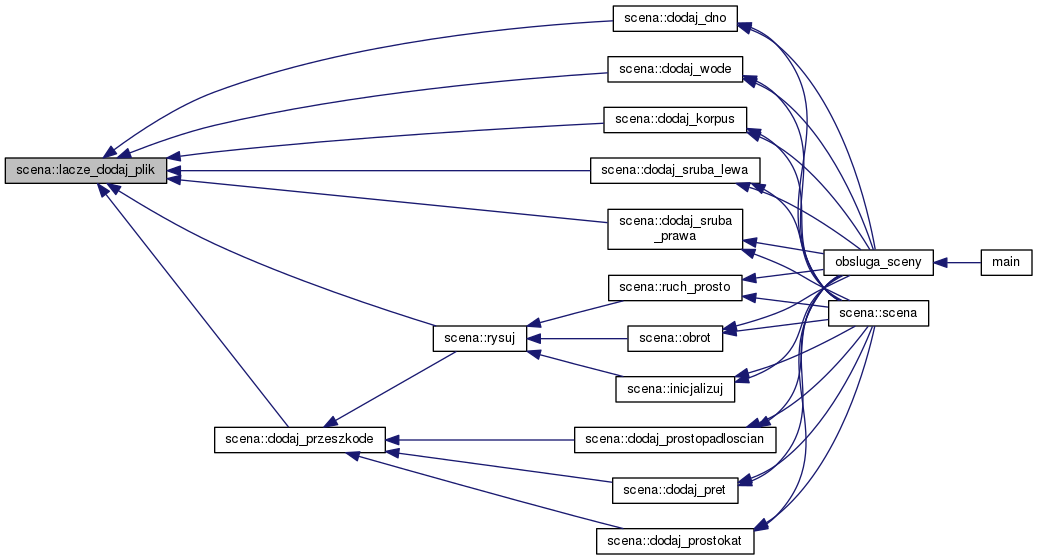 scena::dodaj_dno
scena::dodaj_wode
scena::dodaj_korpus
scena::lacze_dodaj_plik
scena::dodaj_sruba_lewa
scena::dodaj_sruba
_prawa
obsluga_sceny
main
scena::ruch_prosto
scena::scena
scena::rysuj
scena::obrot
scena::inicjalizuj
scena::dodaj_przeszkode
scena::dodaj_prostopadloscian
scena::dodaj_pret
scena::dodaj_prostokat